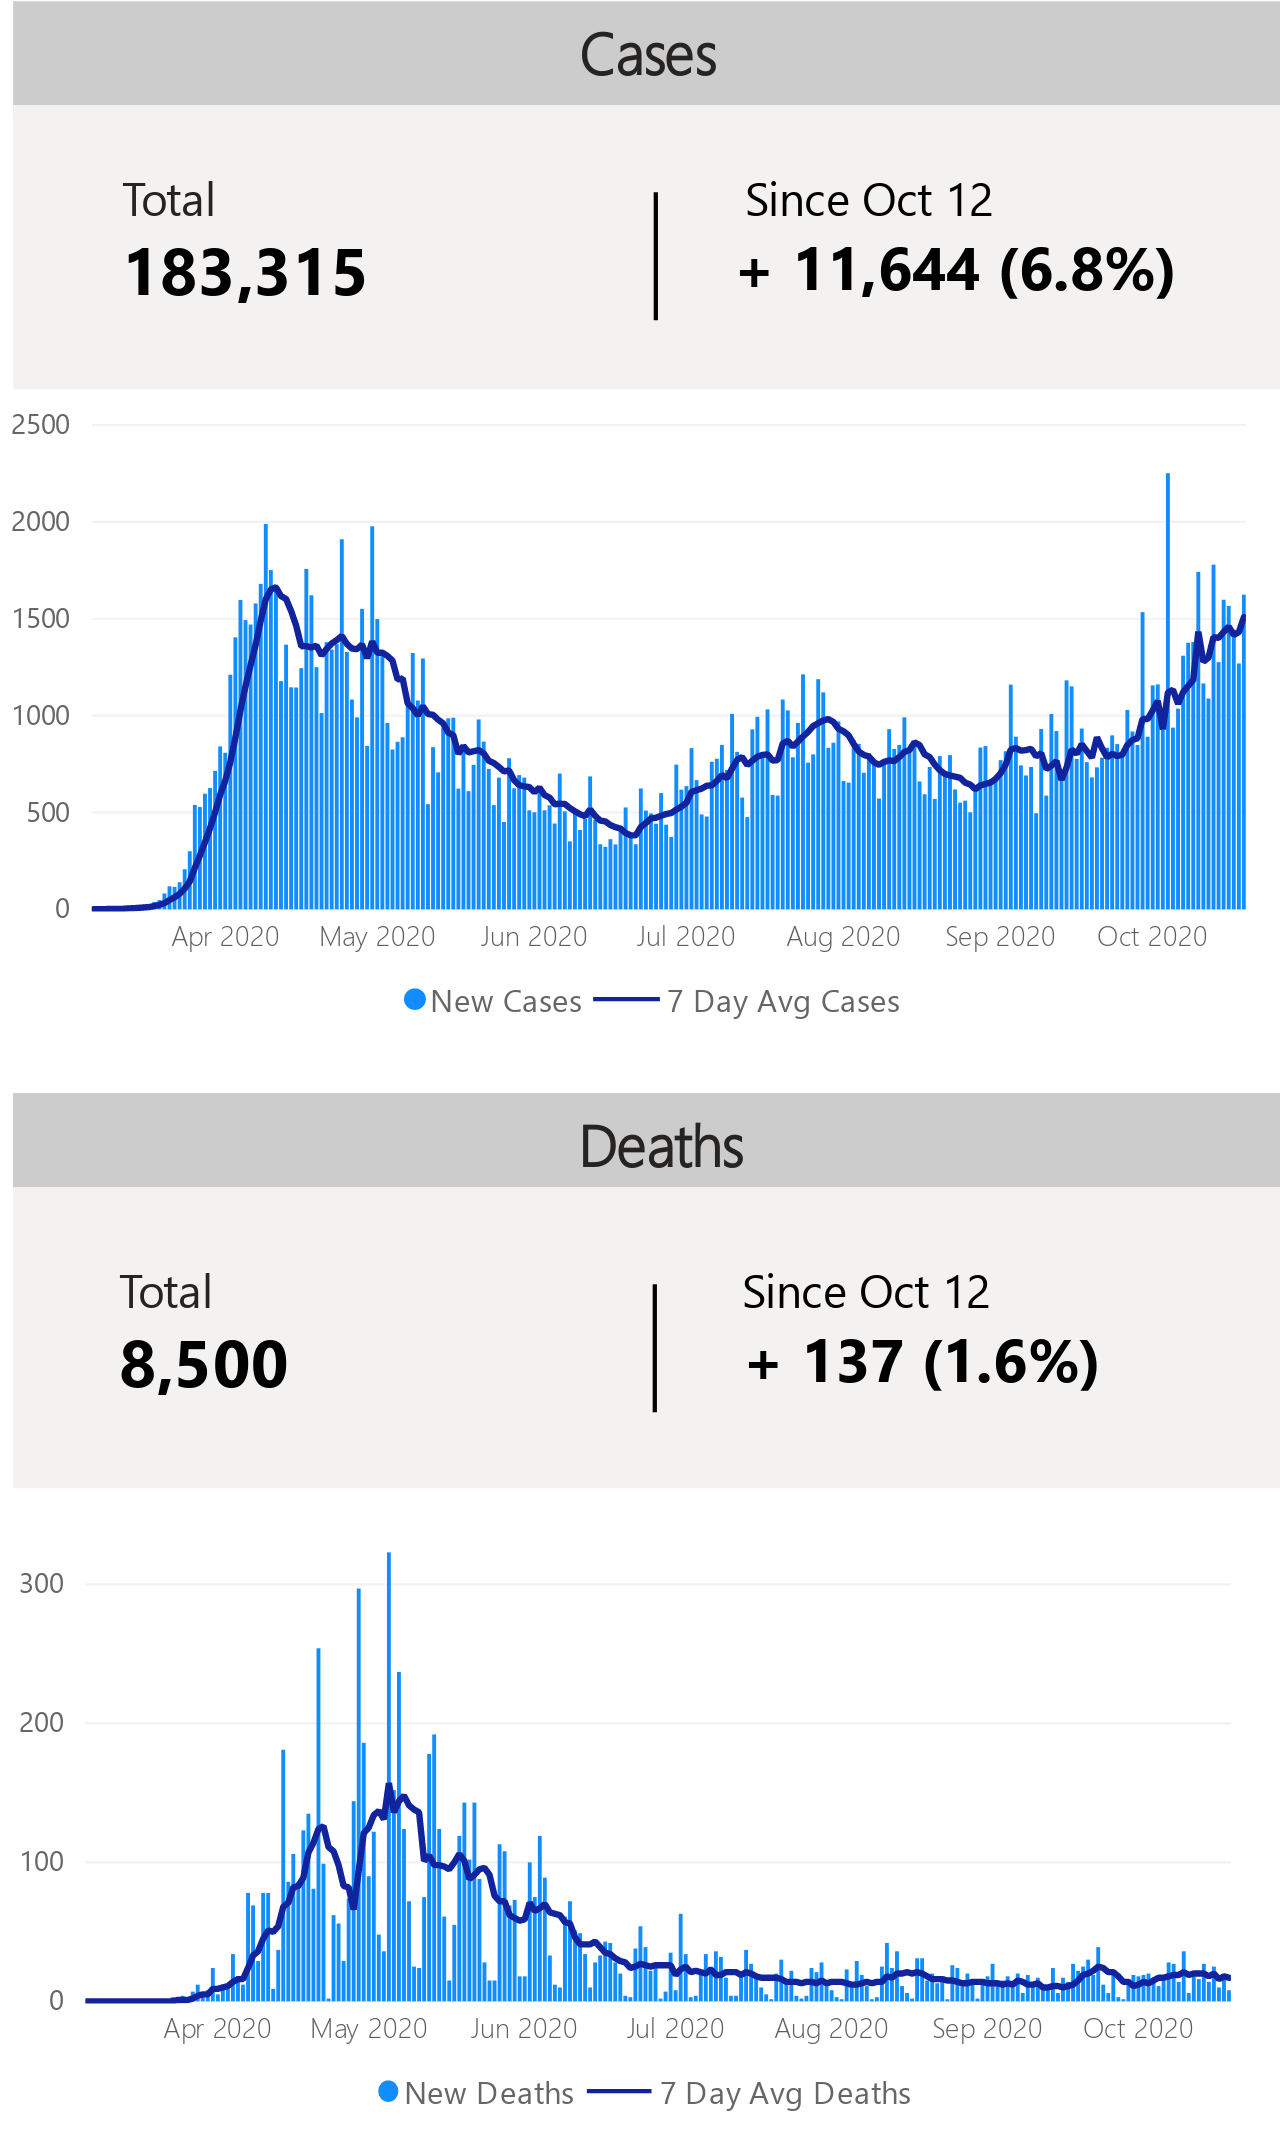 Cases
Total
Since Oct 12
183,315
+ 11,644 (6.8%)
2500
2000
1500
1000
500
0
Apr 2020 May 2020 Jun 2020 Jul 2020 Aug 2020 Sep 2020 Oct 2020
New Cases 7 Day Avg Cases
Deaths
Total
Since Oct 12
8,500
+ 137 (1.6%)
300
200
100
0
Apr 2020 May 2020 Jun 2020 Jul 2020 Aug 2020 Sep 2020 Oct 2020
New Deaths 7 Day Avg Deaths